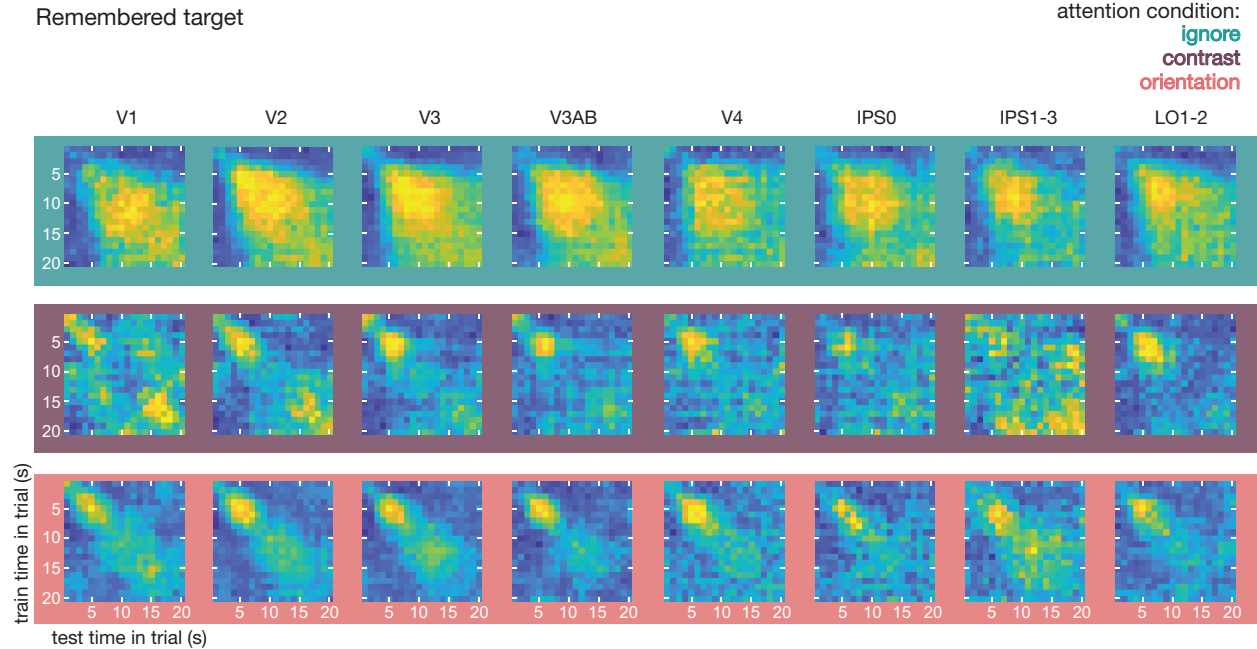 Remembered target
attention condition:
ignore
contrast
orientation
V1 V2 V3 V3AB V4 IPS0 IPS1-3 LO1-2
5
10
15
20
5
10
15
20
train time in trial (s)
5
10
15
20
5 10 15 20 5 10 15 20 5 10 15 20 5 10 15 20 5 10 15 20 5 10 15 20 5 10 15 20 5 10 15 20
test time in trial (s)